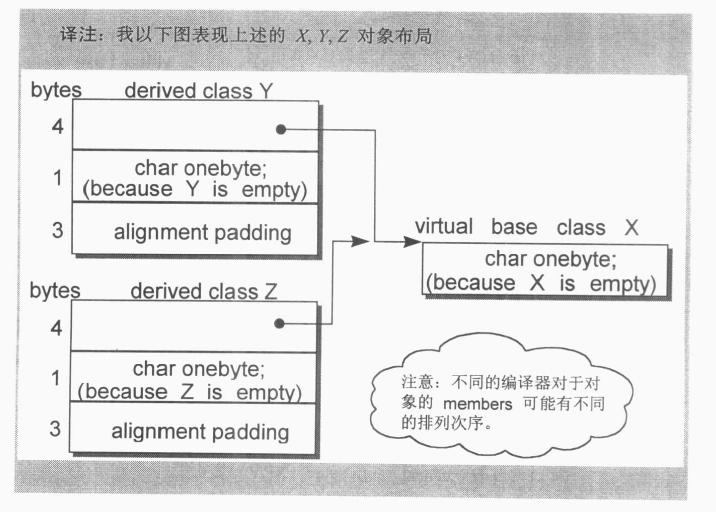 译注：我以下图表现上述的 X, Y, Z 对象布局
bytes derived class Y
4
1 char onebyte;
(because Y is empty)
3 alignment padding
virtual base class X
char onebyte;
(because X is empty)
bytes derived class Z
4
1 char onebyte;
(because Z is empty)
3 alignment padding
注意：不同的编译器对于对
象的 members 可能有不同
的排列次序。